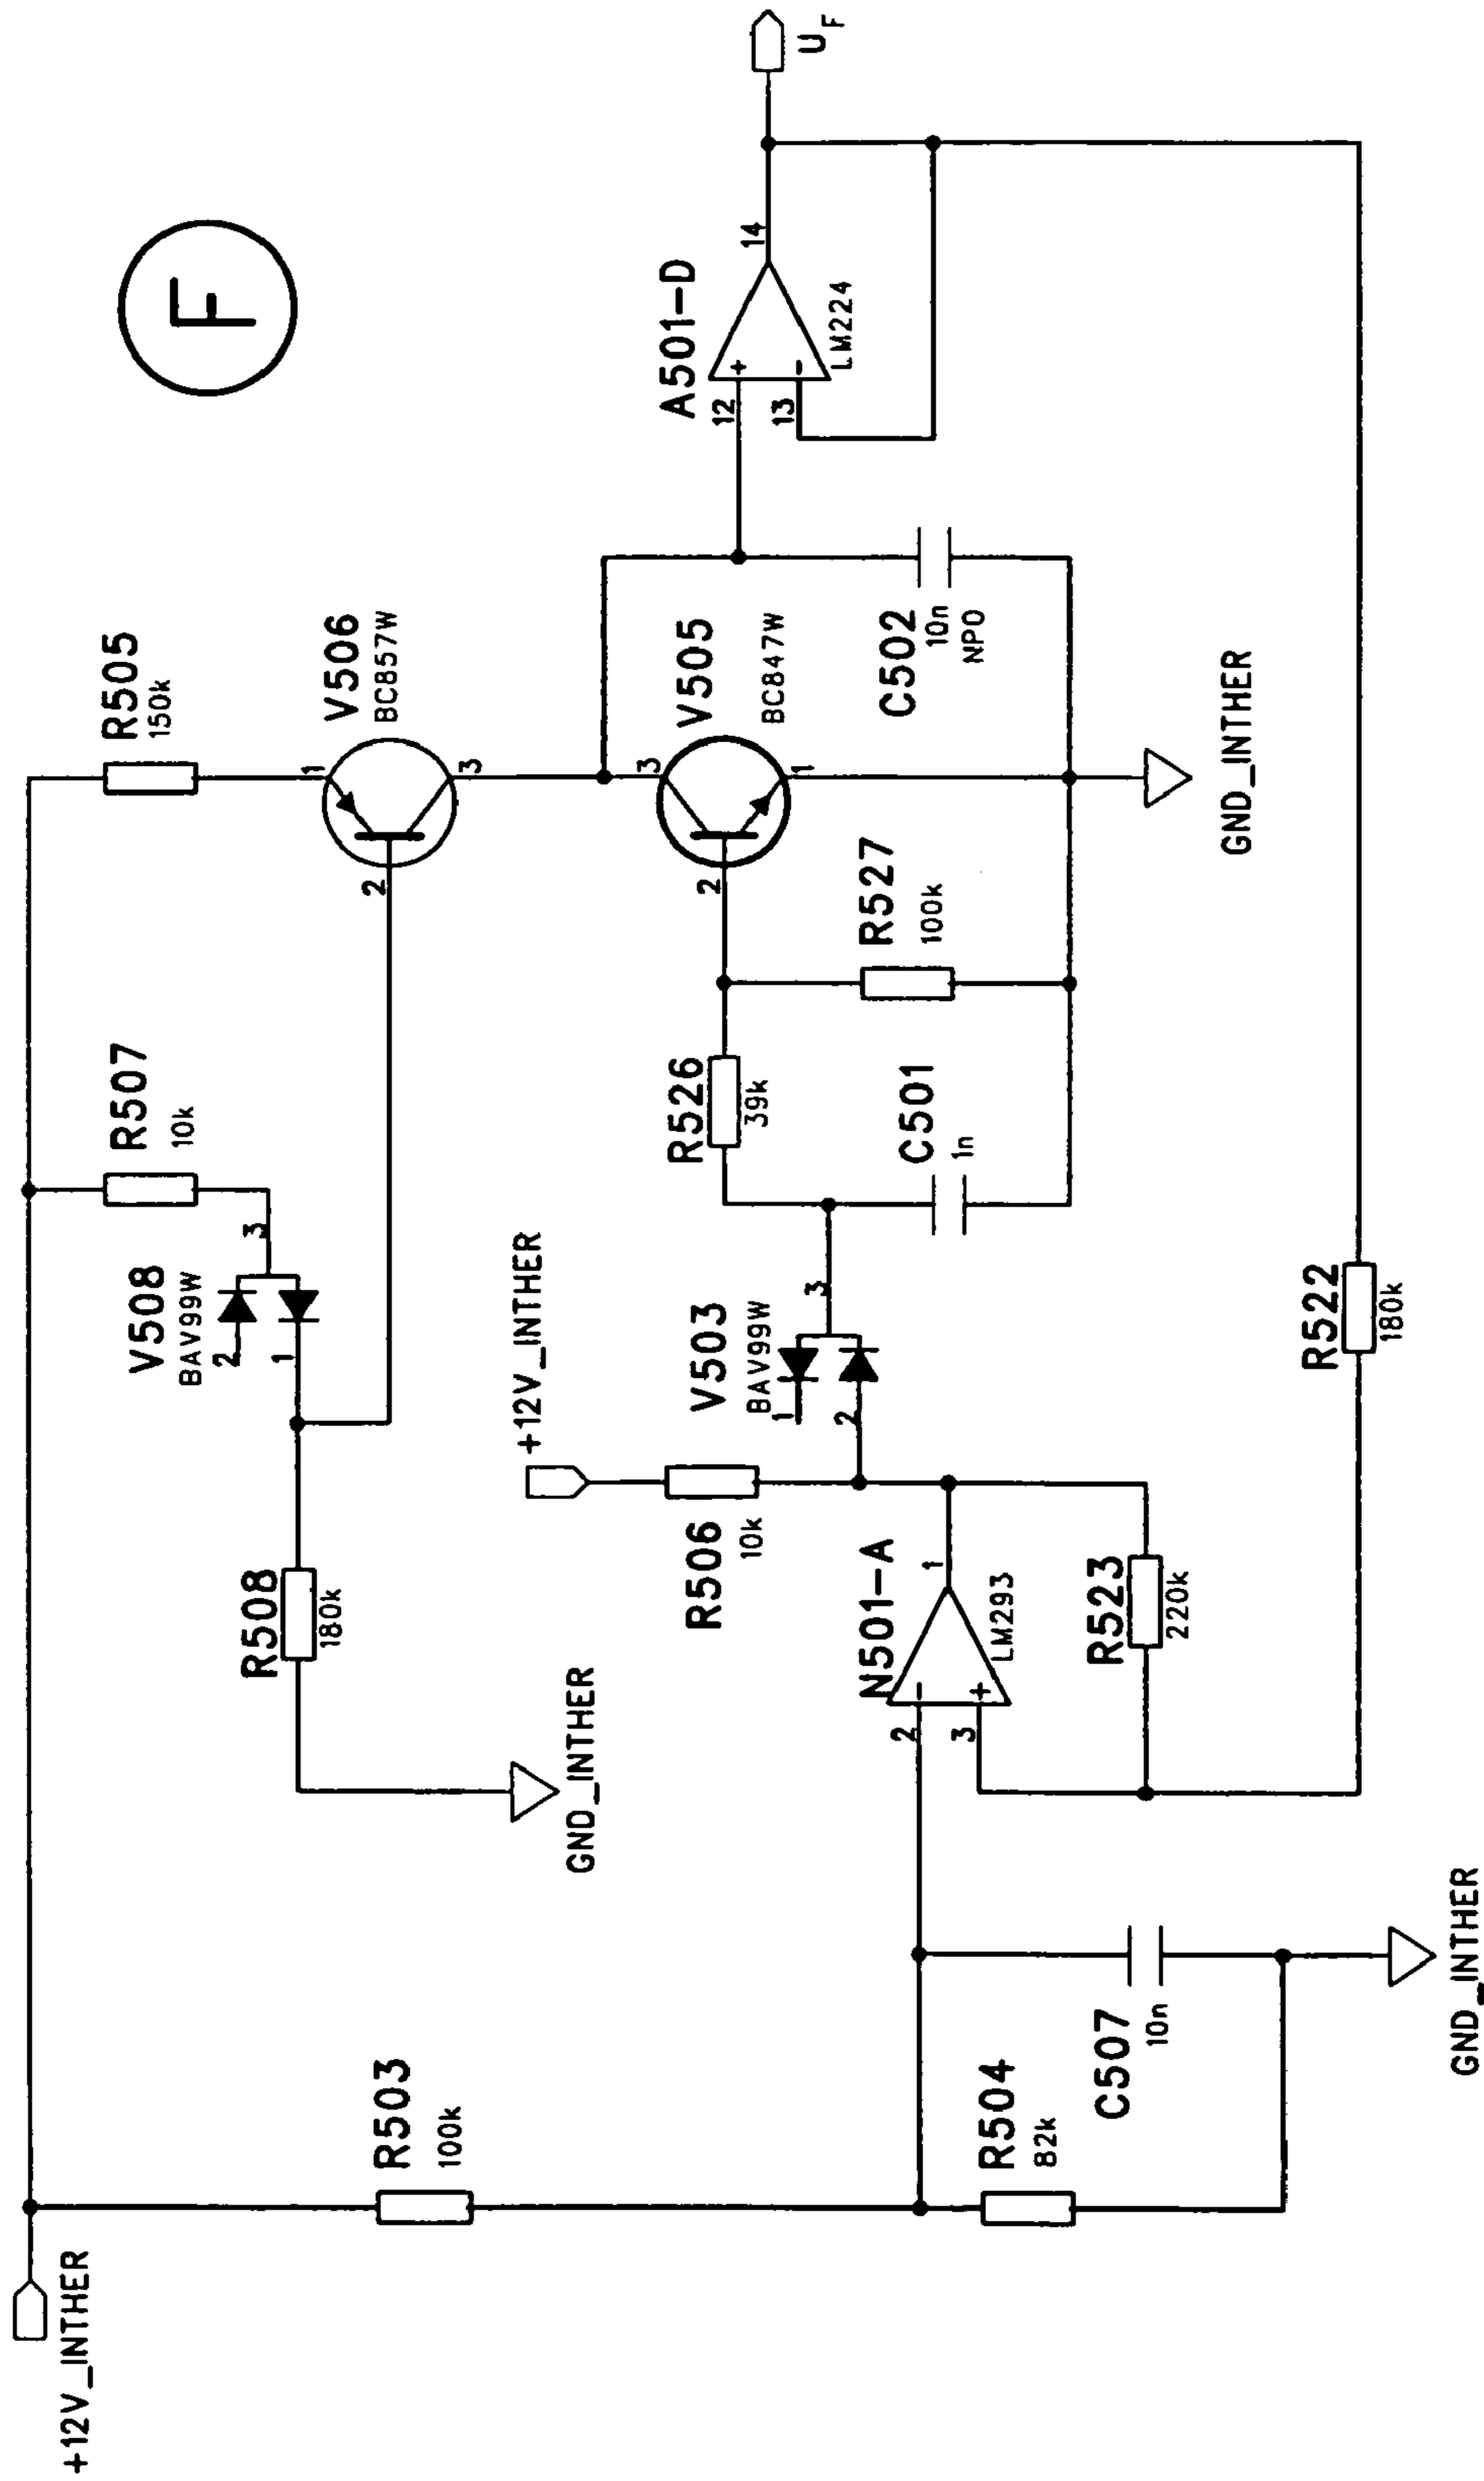 F
+12V_INTHER
R503
100k
R504
82k
C507
10n
GND_INTHER
R508
180k
GND_INTHER
V508
BAV99W
2
1
3
R507
10k
R505
150k
V506
BC857W
1
2
3
N501-A
LM293
2
3
1
-
+
R523
220k
R506
10k
+12V_INTHER
V503
BAV99W
1
2
3
R526
39k
C501
1n
R527
100k
V505
BC847W
3
2
1
C502
10n
NPO
GND_INTHER
A501-D
LM224
12
13
14
+
-
R522
180k
UF